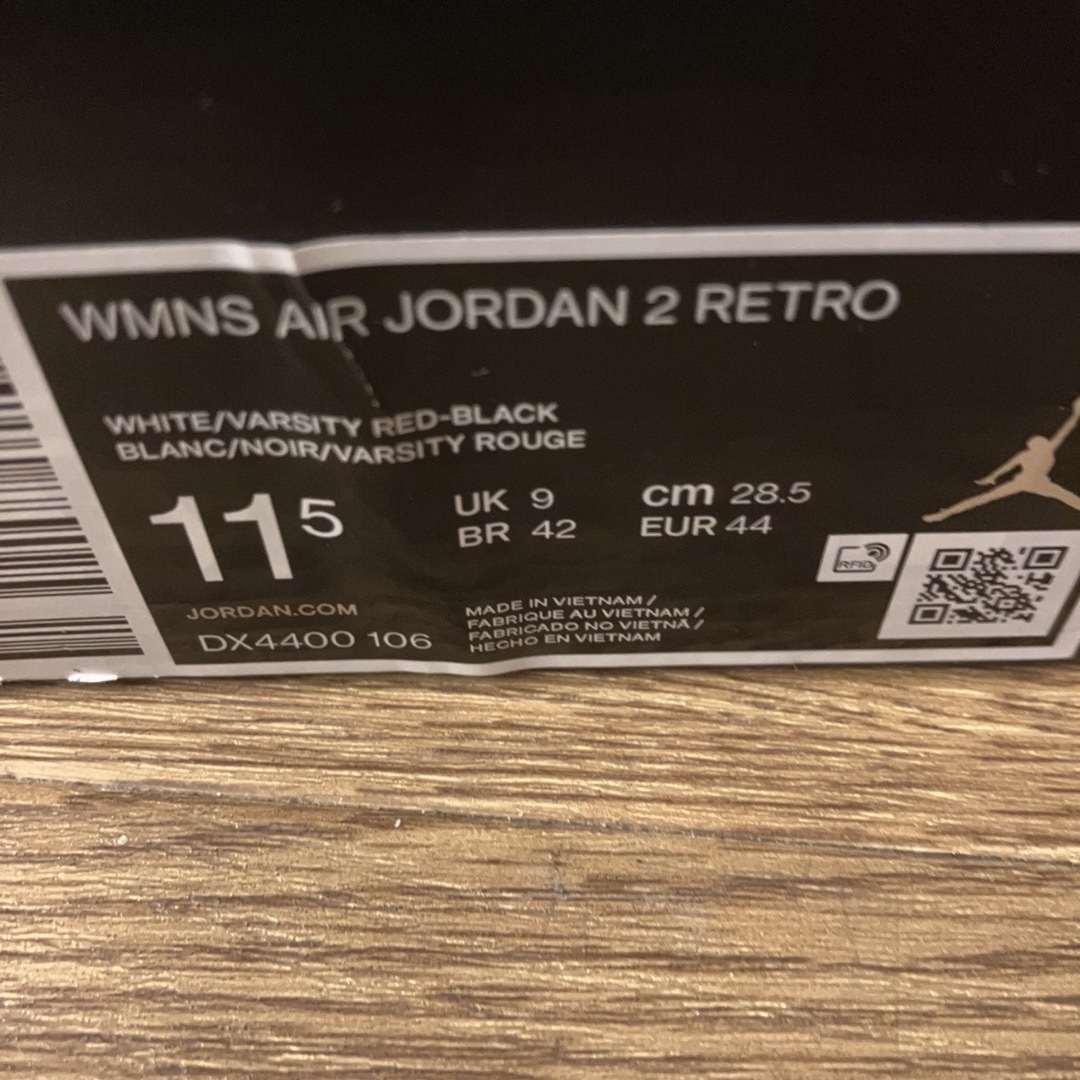 WMNS AIR JORDAN 2 RETRO
WHITE/VARSITY RED-BLACK
BLANC/NOIR/VARSITY ROUGE
11 5
UK 9
BR 42
cm 28.5
EUR 44
RFID
JORDAN.COM
DX4400 106
MADE IN VIETNAM /
FABRIQUE AU VIETNAM /
FABRICADO NO VIETNÃ /
HECHO EN VIETNAM